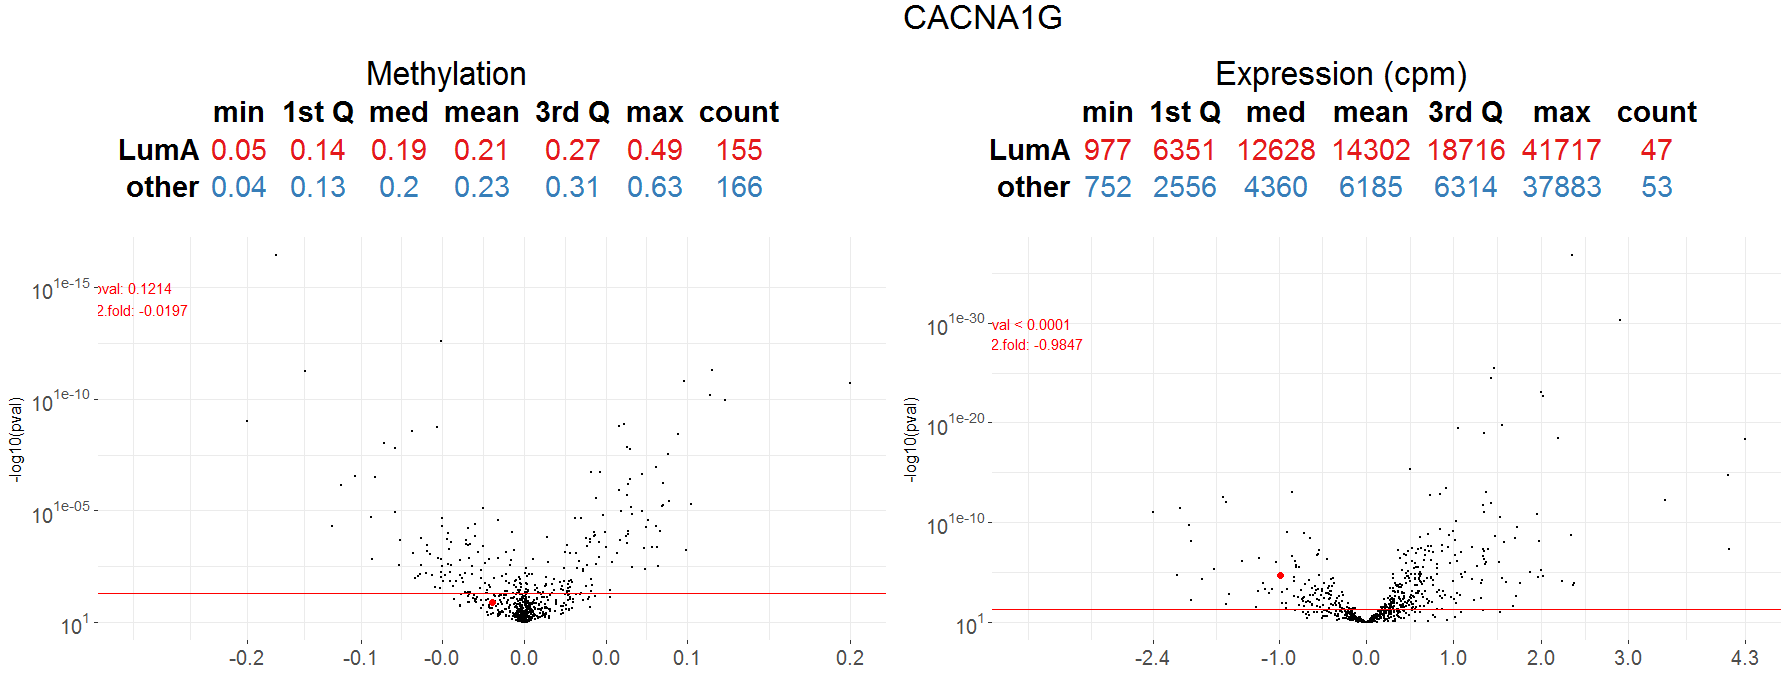 CACNA1G
Methylation
min 1st Q med mean 3rd Q max count
LumA 0.05 0.14 0.19 0.21 0.27 0.49 155
other 0.04 0.13 0.2 0.23 0.31 0.63 166
-log10(pval)
10^1e-15
10^1e-10
10^1e-05
10^1
pval: 0.1214
2.fold: -0.0197
-0.2 -0.1 -0.0 0.0 0.0 0.1 0.2
Expression (cpm)
min 1st Q med mean 3rd Q max count
LumA 977 6351 12628 14302 18716 41717 47
other 752 2556 4360 6185 6314 37883 53
-log10(pval)
10^1e-30
10^1e-20
10^1e-10
10^1
val < 0.0001
2.fold: -0.9847
-2.4 -1.0 0.0 1.0 2.0 3.0 4.3